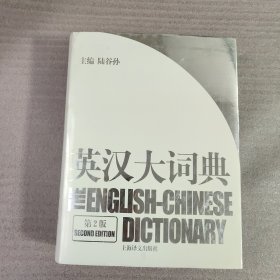 主编 陆谷孙
英汉大词典
THE ENGLISH-CHINESE
DICTIONARY
第2版
SECOND EDITION
上海译文出版社